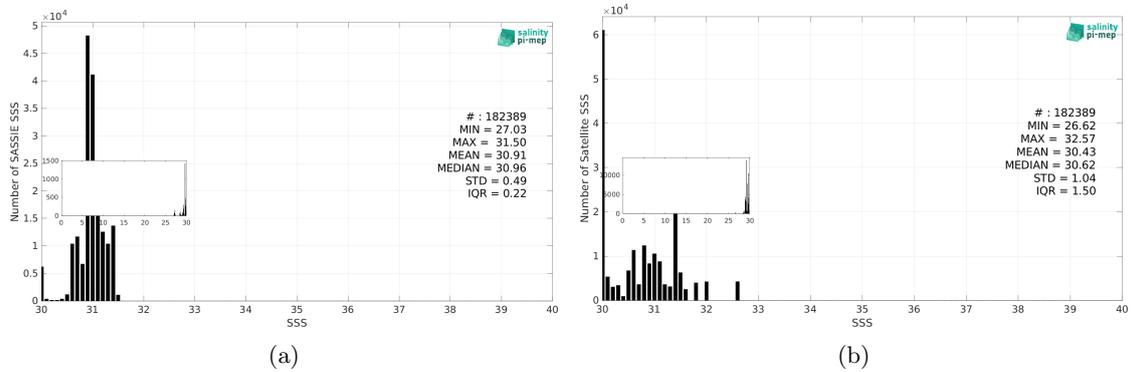 ×10⁴
5
4.5
4
3.5
3
2.5
2
1.5
1
0.5
0
Number of SASSIE SSS
salinity
pi-mep
# : 182389
MIN = 27.03
MAX = 31.50
MEAN = 30.91
MEDIAN = 30.96
STD = 0.49
IQR = 0.22
1500
1000
500
0
0 5 10 15 20 25 30
30 31 32 33 34 35 36 37 38 39 40
SSS
(a)
×10⁴
6
5
4
3
2
1
0
Number of Satellite SSS
salinity
pi-mep
# : 182389
MIN = 26.62
MAX = 32.57
MEAN = 30.43
MEDIAN = 30.62
STD = 1.04
IQR = 1.50
10000
5000
0
0 5 10 15 20 25 30
30 31 32 33 34 35 36 37 38 39 40
SSS
(b)